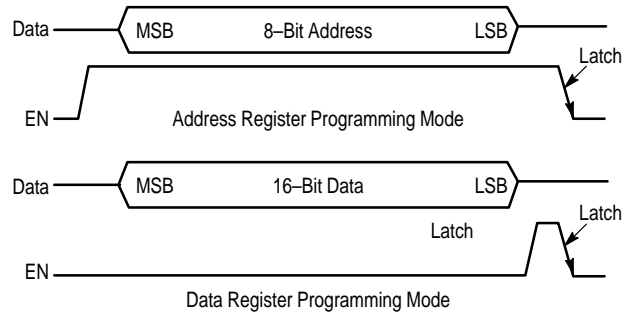 Data
MSB 8–Bit Address LSB
Latch
EN
Address Register Programming Mode
Data
MSB 16–Bit Data LSB
Latch
Latch
EN
Data Register Programming Mode